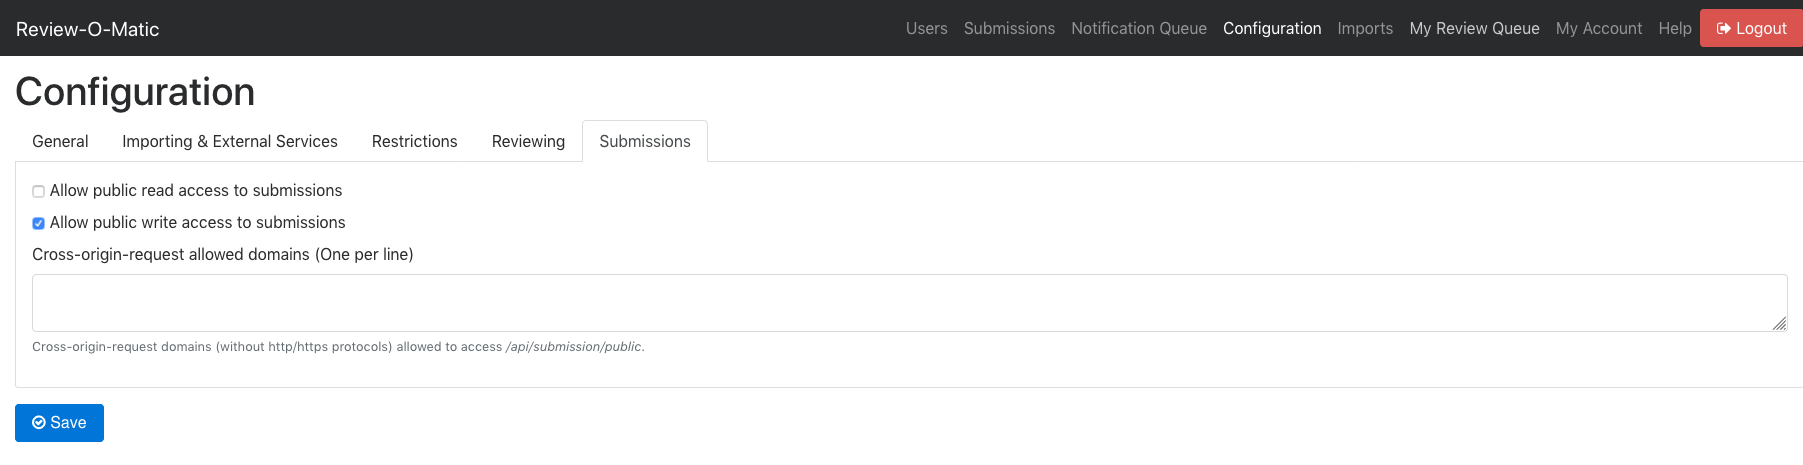 Review-O-Matic
Users Submissions Notification Queue Configuration Imports My Review Queue My Account Help Logout
Configuration
General Importing & External Services Restrictions Reviewing Submissions
Allow public read access to submissions
Allow public write access to submissions
Cross-origin-request allowed domains (One per line)
Cross-origin-request domains (without http/https protocols) allowed to access /api/submission/public.
Save